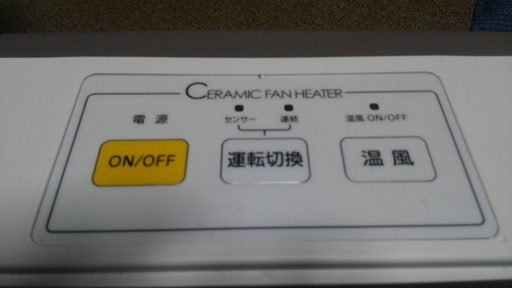 CERAMIC FAN HEATER
電源
センサー 連続
温風 ON/OFF
ON/OFF
運転切換
温風